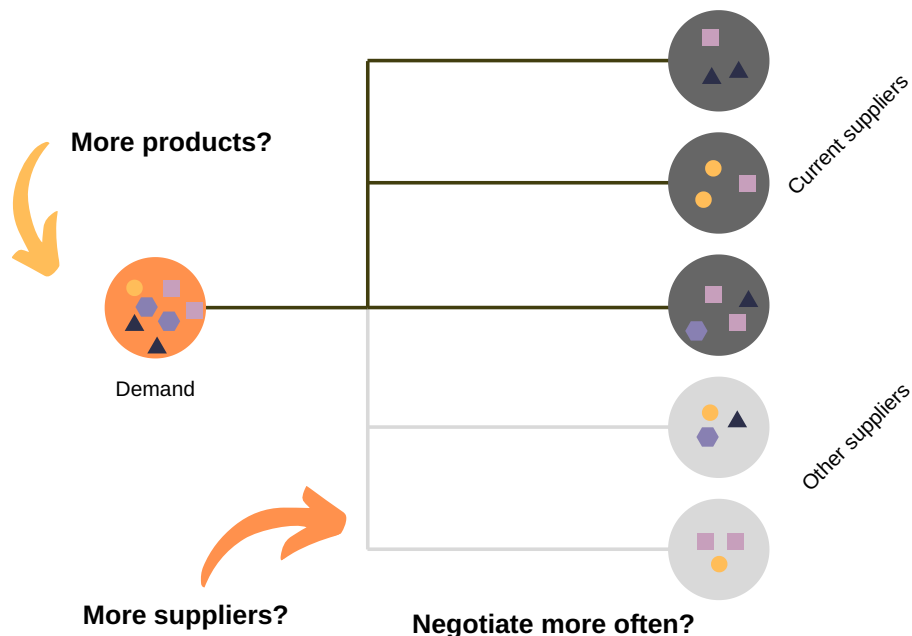 More products?
Current suppliers
Demand
Other suppliers
More suppliers?
Negotiate more often?